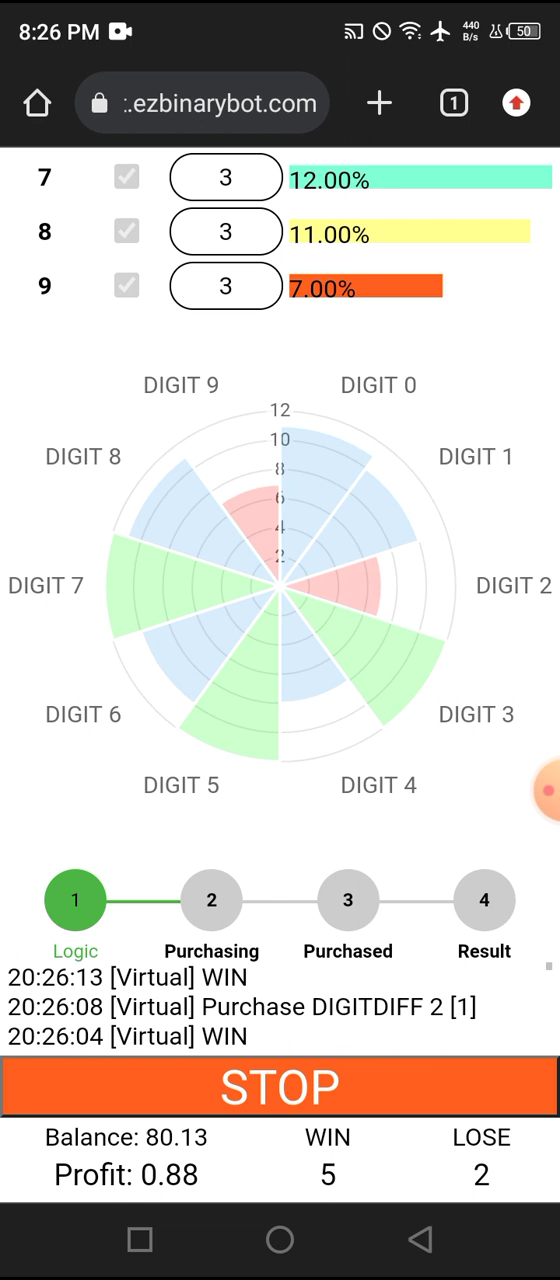 8:26 PM 440 B/s 50
:.ezbinarybot.com 1
7 3 12.00%
8 3 11.00%
9 3 7.00%
DIGIT 9 DIGIT 0
12
DIGIT 8 10 DIGIT 1
8
6
4
2
DIGIT 7 DIGIT 2
DIGIT 6 DIGIT 3
DIGIT 5 DIGIT 4
1 2 3 4
Logic Purchasing Purchased Result
20:26:13 [Virtual] WIN
20:26:08 [Virtual] Purchase DIGITDIFF 2 [1]
20:26:04 [Virtual] WIN
STOP
Balance: 80.13 WIN LOSE
Profit: 0.88 5 2